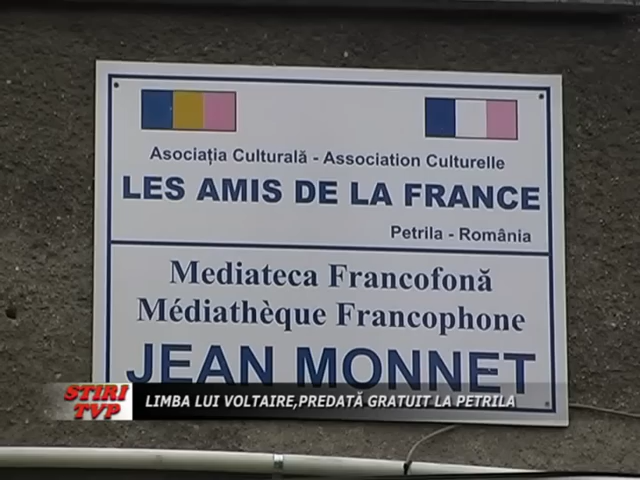 Asociația Culturală - Association Culturelle
LES AMIS DE LA FRANCE
Petrila - România
Mediateca Francofonă
Médiathèque Francophone
JEAN MONNET
STIRI
TVP
LIMBA LUI VOLTAIRE,PREDATĂ GRATUIT LA PETRILA